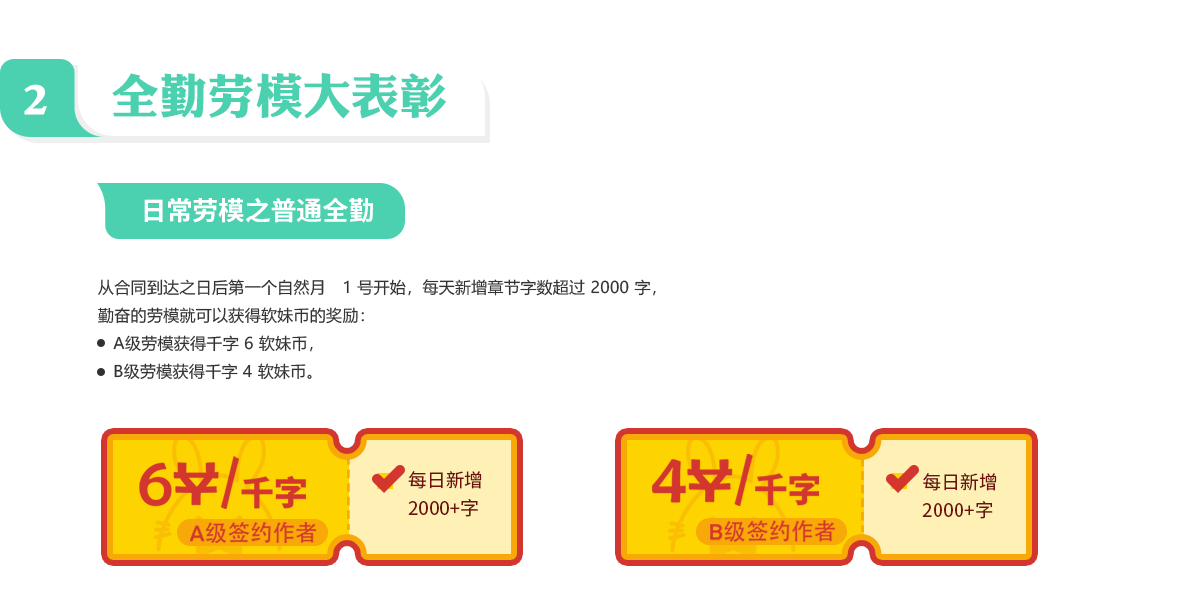 2
全勤劳模大表彰
日常劳模之普通全勤
从合同到达之日后第一个自然月 1 号开始，每天新增章节字数超过 2000 字，
勤奋的劳模就可以获得软妹币的奖励：
● A级劳模获得千字 6 软妹币，
● B级劳模获得千字 4 软妹币。
6¥/千字
A级签约作者
每日新增
2000+字
4¥/千字
B级签约作者
每日新增
2000+字